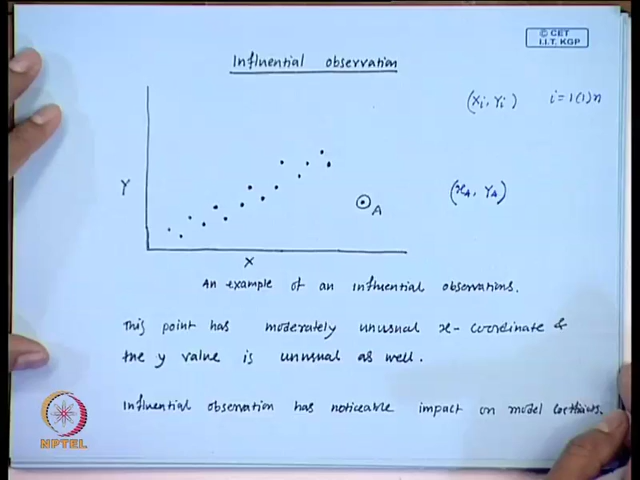 © CET
I.I.T. KGP
Influential observation
(Xi, Yi) i = 1(1)n
Y
(xA, YA)
A
X
An example of an influential observations.
This point has moderately unusual x- coordinate &
the y value is unusual as well.
Influential observation has noticeable impact on model
NPTEL